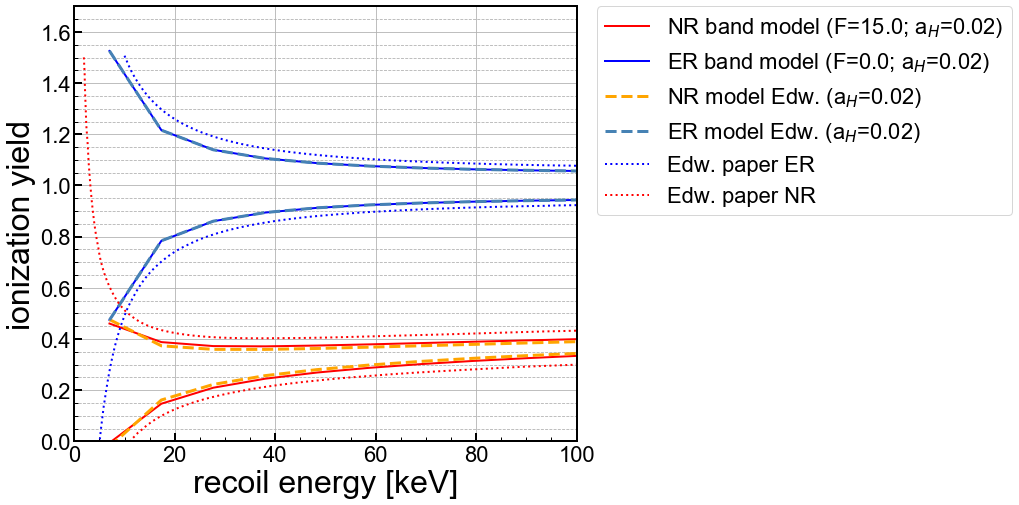 1.6
1.4
1.2
1.0
0.8
0.6
0.4
0.2
0.0
ionization yield
0
20
40
60
80
100
recoil energy [keV]
NR band model (F=15.0; a_H=0.02)
ER band model (F=0.0; a_H=0.02)
NR model Edw. (a_H=0.02)
ER model Edw. (a_H=0.02)
Edw. paper ER
Edw. paper NR